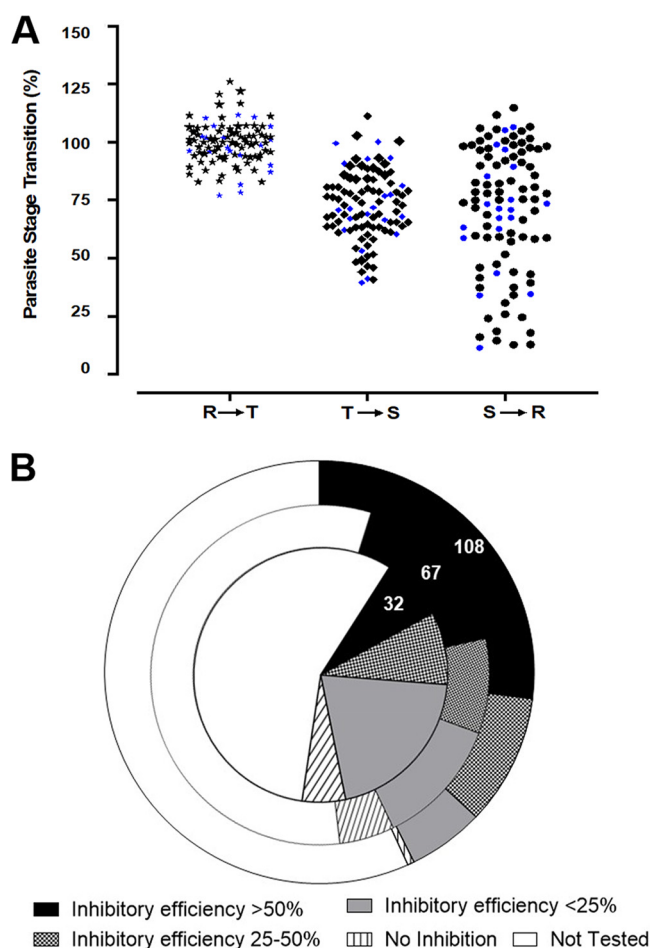 A
Parasite Stage Transition (%)
150
125
100
75
50
25
0
R→T
T→S
S→R
B
108
67
32
Inhibitory efficiency >50%
Inhibitory efficiency <25%
Inhibitory efficiency 25-50%
No Inhibition
Not Tested